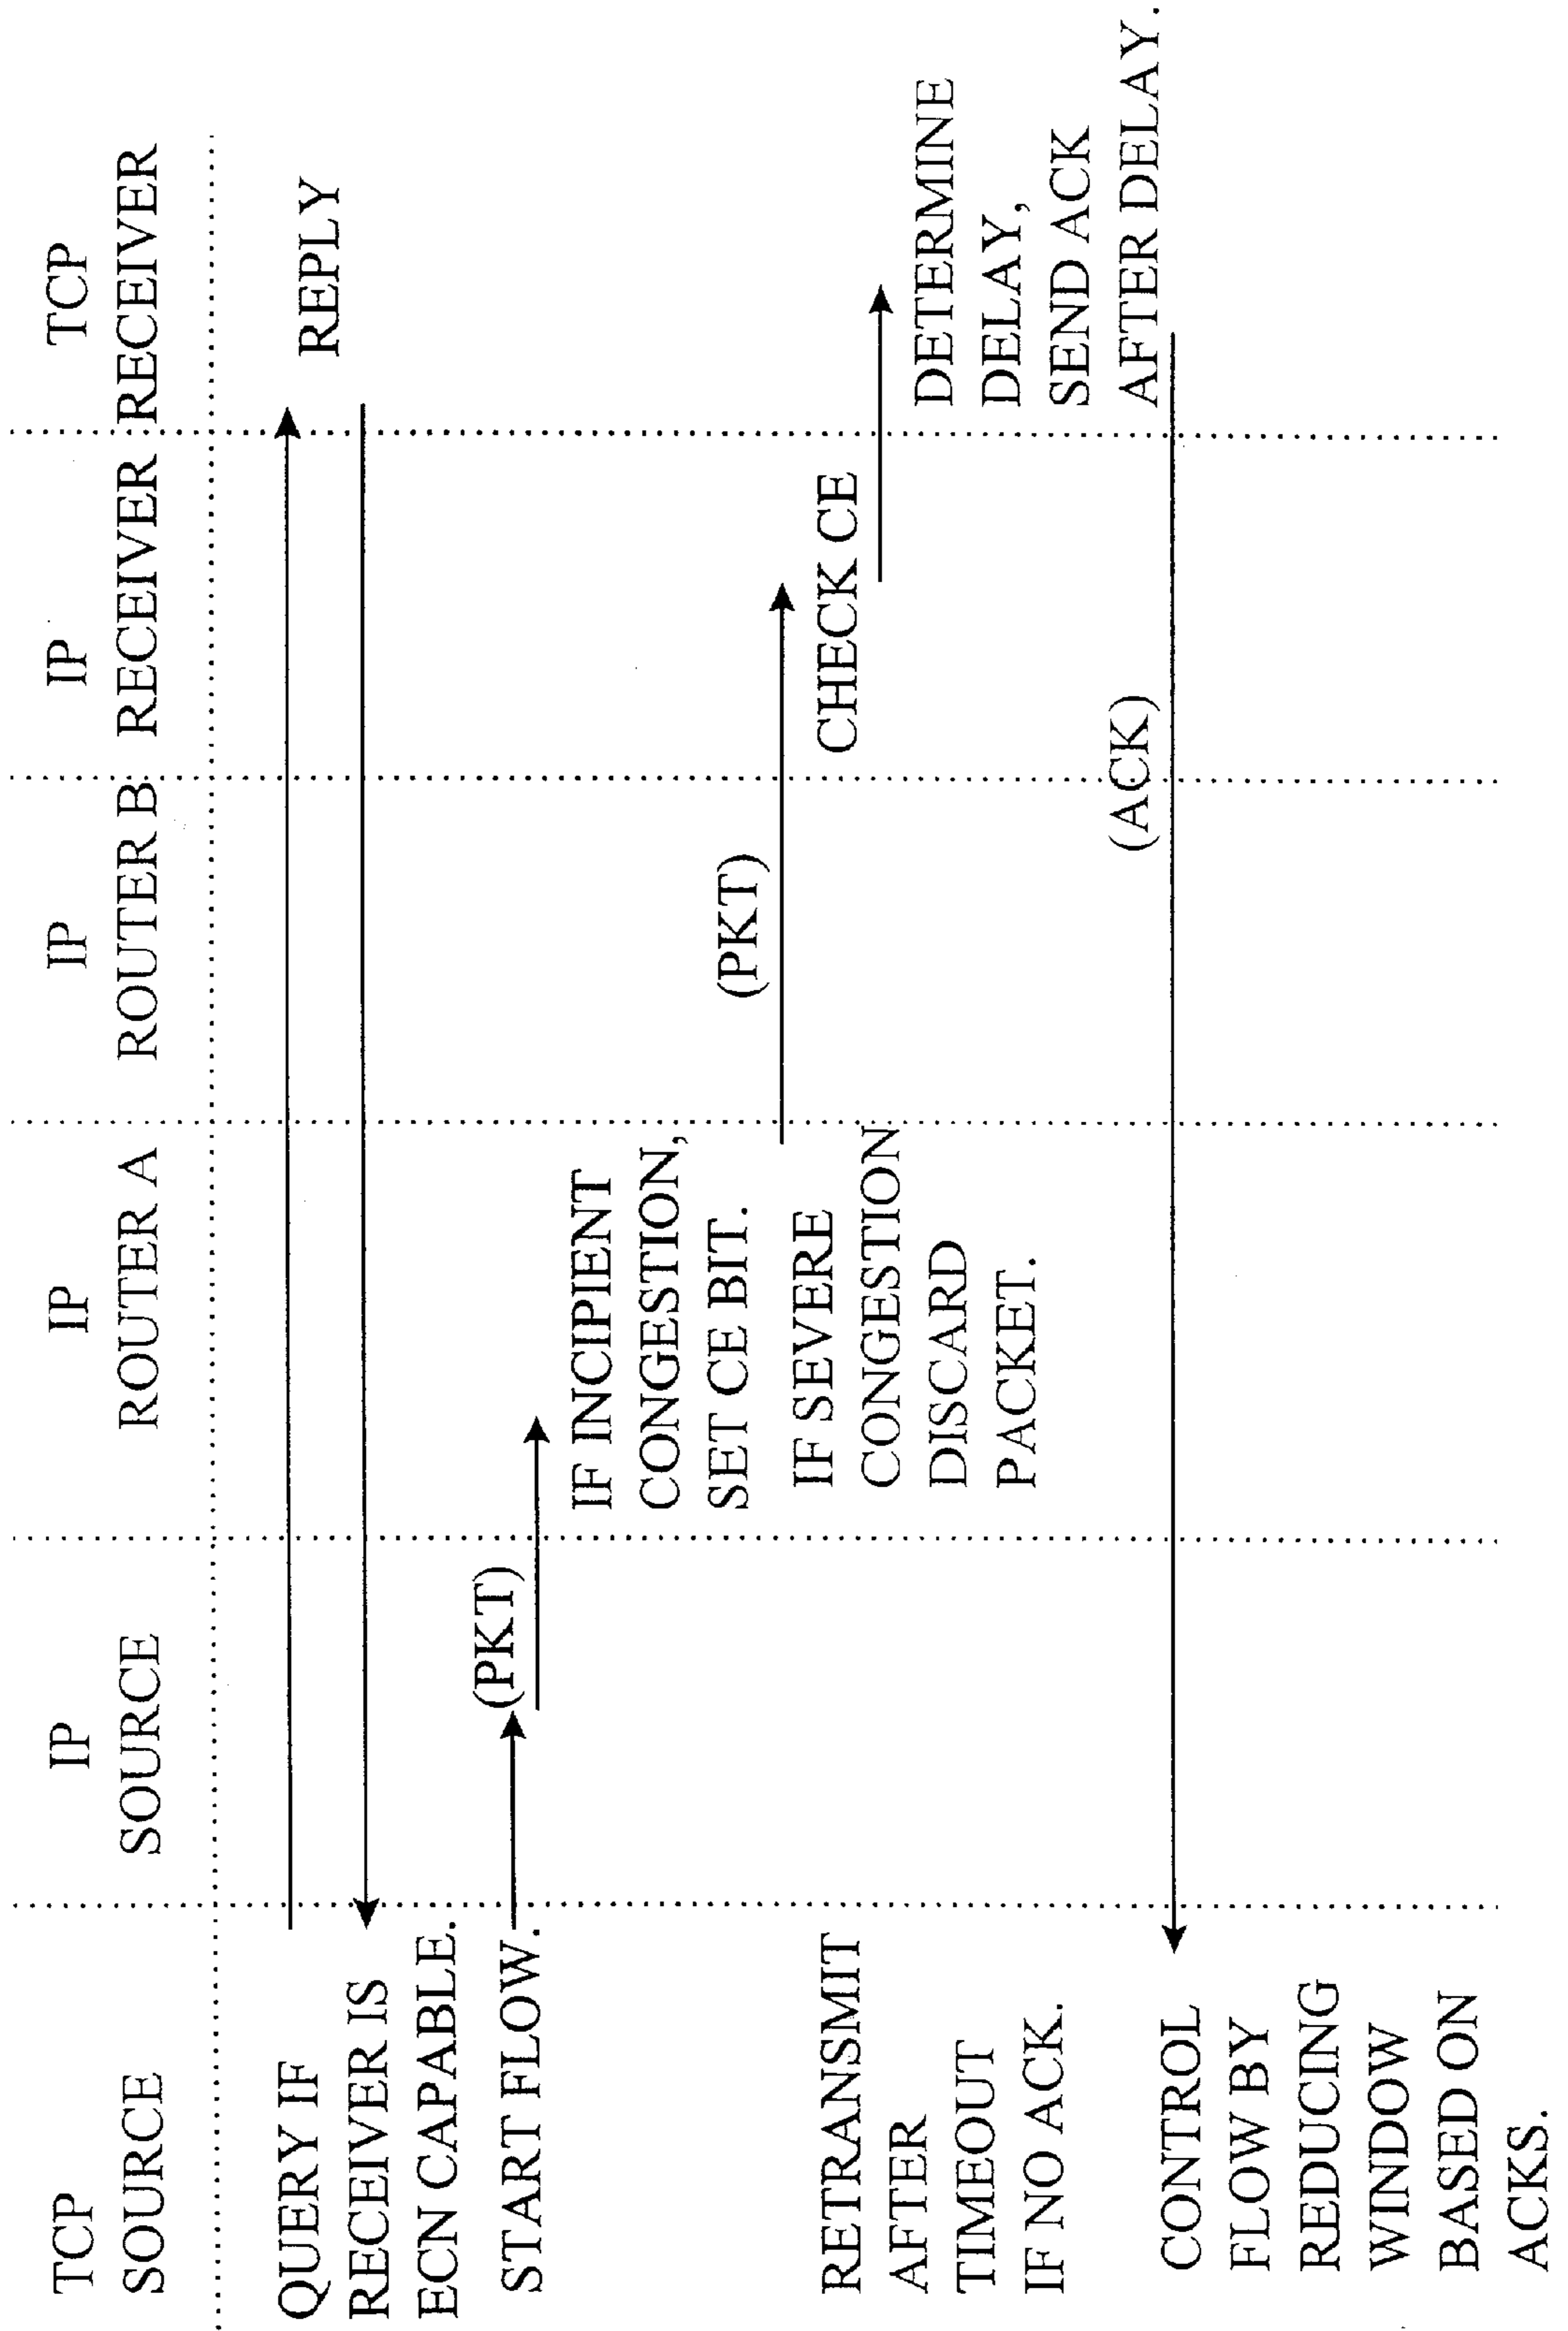 TCP
SOURCE
IP
SOURCE
IP
ROUTER A
IP
ROUTER B
IP
RECEIVER
TCP
RECEIVER
QUERY IF
RECEIVER IS
ECN CAPABLE.
REPLY
START FLOW.
(PKT)
IF INCIPIENT
CONGESTION,
SET CE BIT.
IF SEVERE
CONGESTION
DISCARD
PACKET.
(PKT)
CHECK CE
DETERMINE
DELAY,
SEND ACK
AFTER DELAY.
RETRANSMIT
AFTER
TIMEOUT
IF NO ACK.
(ACK)
CONTROL
FLOW BY
REDUCING
WINDOW
BASED ON
ACKS.